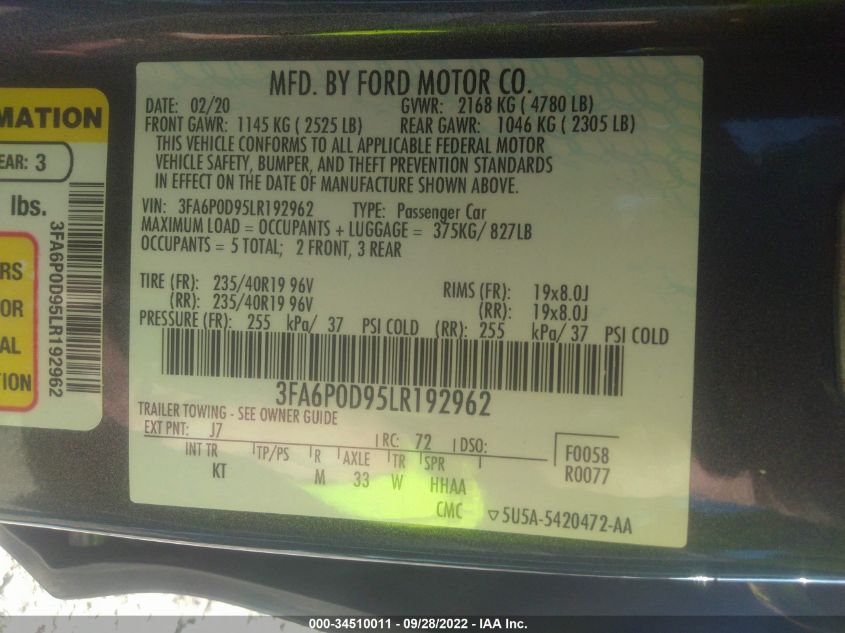 MATION
EAR: 3
lbs.
3FA6P0D95LR192962
RS
OR
AL
ION
MFD. BY FORD MOTOR CO.
DATE: 02/20 GVWR: 2168 KG ( 4780 LB)
FRONT GAWR: 1145 KG ( 2525 LB) REAR GAWR: 1046 KG ( 2305 LB)
THIS VEHICLE CONFORMS TO ALL APPLICABLE FEDERAL MOTOR
VEHICLE SAFETY, BUMPER, AND THEFT PREVENTION STANDARDS
IN EFFECT ON THE DATE OF MANUFACTURE SHOWN ABOVE.
VIN: 3FA6P0D95LR192962 TYPE: Passenger Car
MAXIMUM LOAD = OCCUPANTS + LUGGAGE = 375KG/ 827LB
OCCUPANTS = 5 TOTAL; 2 FRONT, 3 REAR
TIRE (FR): 235/40R19 96V RIMS (FR): 19x8.0J
(RR): 235/40R19 96V (RR): 19x8.0J
PRESSURE (FR): 255 kPa/ 37 PSI COLD (RR): 255 kPa/ 37 PSI COLD
3FA6P0D95LR192962
TRAILER TOWING - SEE OWNER GUIDE
EXT PNT: J7 RC: 72 DSO:
INT TR TP/PS R AXLE TR SPR
KT M 33 W HHAA
CMC ▽5U5A-5420472-AA
F0058
R0077
000-34510011 - 09/28/2022 - IAA Inc.